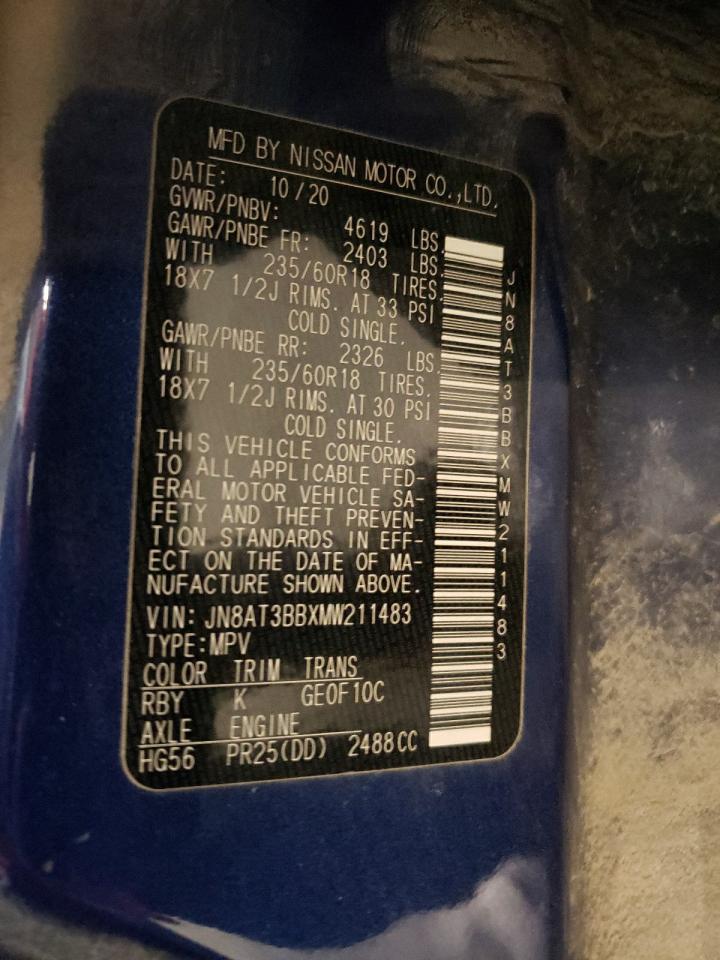 MFD BY NISSAN MOTOR CO.,LTD.
DATE: 10/20
GVWR/PNBV: 4619 LBS.
GAWR/PNBE FR: 2403 LBS.
WITH 235/60R18 TIRES.
18X7 1/2J RIMS. AT 33 PSI
COLD SINGLE.
GAWR/PNBE RR: 2326 LBS.
WITH 235/60R18 TIRES.
18X7 1/2J RIMS. AT 30 PSI
COLD SINGLE.
THIS VEHICLE CONFORMS
TO ALL APPLICABLE FED-
ERAL MOTOR VEHICLE SA-
FETY AND THEFT PREVEN-
TION STANDARDS IN EFF-
ECT ON THE DATE OF MA-
NUFACTURE SHOWN ABOVE.
VIN: JN8AT3BBXMW211483
TYPE:MPV
COLOR TRIM TRANS
RBY K GEOF10C
AXLE ENGINE
HG56 PR25(DD) 2488CC
JN8AT3BBXMW211483